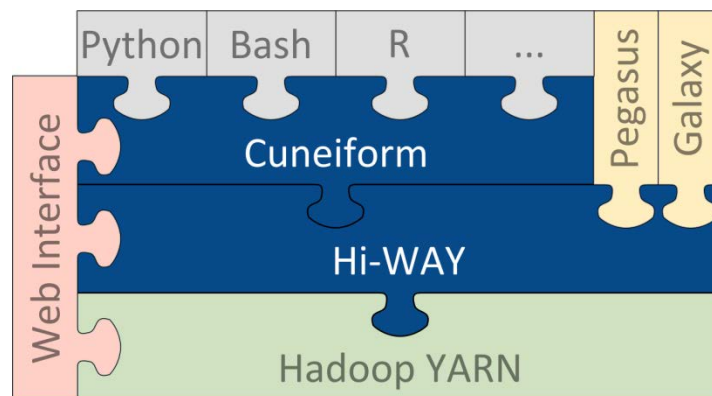 Python
Bash
R
...
Pegasus
Galaxy
Web Interface
Cuneiform
Hi-WAY
Hadoop YARN